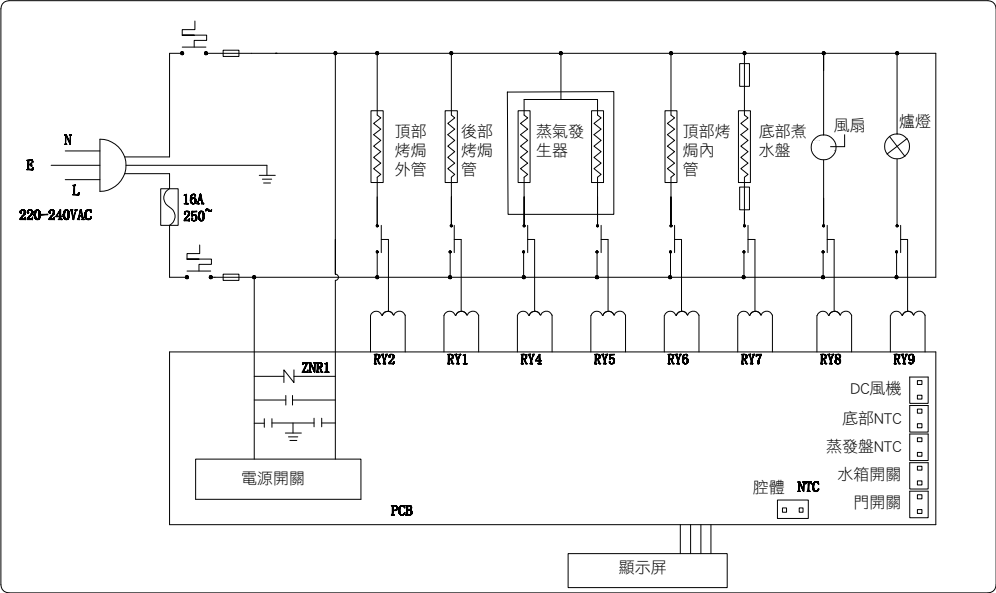 N
E
L
220-240VAC
16A
250~
頂部
烤焗
外管
後部
烤焗
管
蒸氣發
生器
頂部烤
焗內
管
底部煮
水盤
風扇
爐燈
RY2
RY1
RY4
RY5
RY6
RY7
RY8
RY9
ZNR1
電源開關
PCB
DC風機
底部NTC
蒸發盤NTC
水箱開關
門開關
腔體 NTC
顯示屏